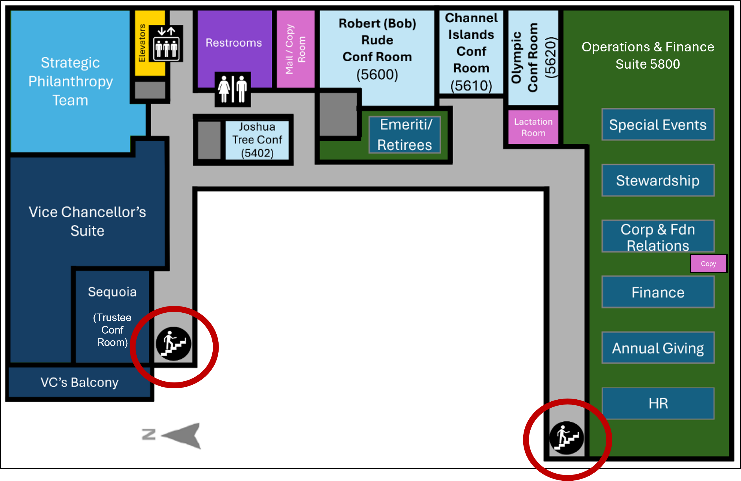 Strategic
Philanthropy
Team
Elevators
Restrooms
Mail / Copy
Room
Robert (Bob)
Rude
Conf Room
(5600)
Channel
Islands
Conf
Room
(5610)
Olympic
Conf Room
(5620)
Operations & Finance
Suite 5800
Joshua
Tree Conf
(5402)
Emeriti/
Retirees
Lactation
Room
Special Events
Stewardship
Corp & Fdn
Relations
Copy
Finance
Annual Giving
HR
Vice Chancellor's
Suite
Sequoia
(Trustee
Conf
Room)
VC's Balcony
N